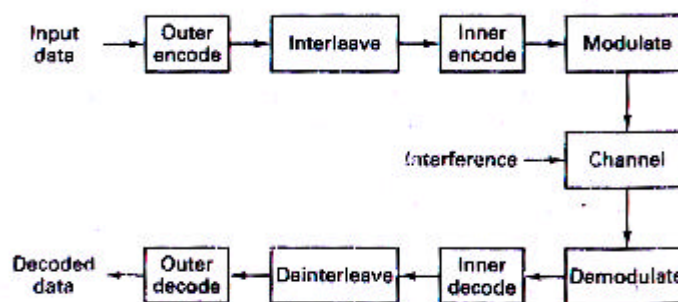 Input data
Outer encode
Interleave
Inner encode
Modulate
Interference
Channel
Decoded data
Outer decode
Deinterleave
Inner decode
Demodulate